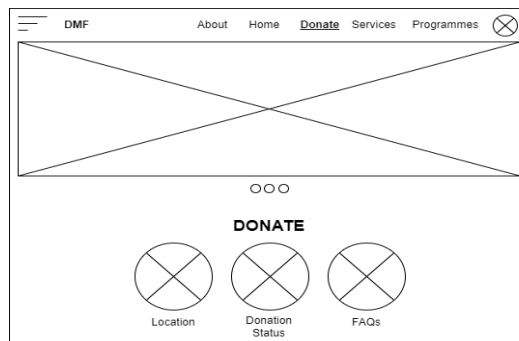 DMF About Home Donate Services Programmes
DONATE
Location Donation Status FAQs